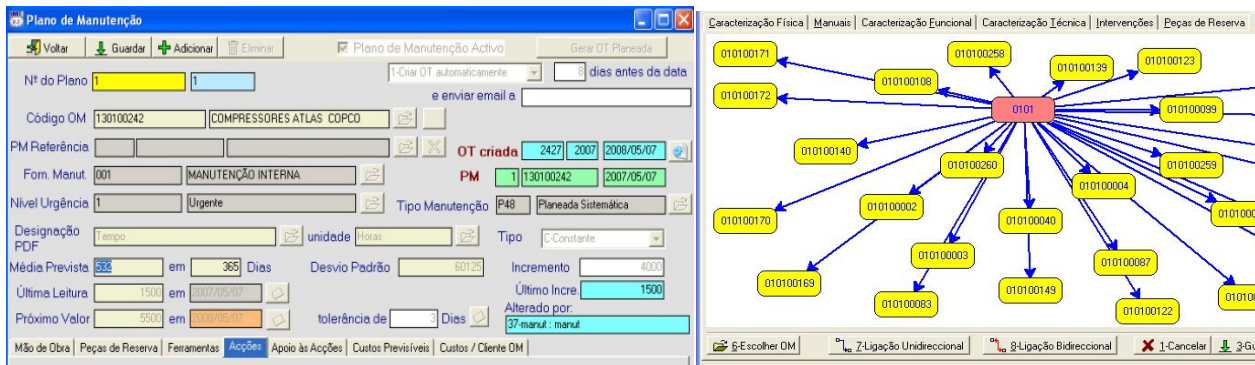 Plano de Manutenção
Voltar Guardar Adicionar Eliminar Plano de Manutenção Activo Gerar OT Planeada
1-Criar OT automaticamente 8 dias antes da data
Nº do Plano 1 1
e enviar email a
Código OM 130100242 COMPRESSORES ATLAS COPCO
PM Referência OT criada 2427 2007 2008/05/07
Forn. Manut. 001 MANUTENÇÃO INTERNA PM 1 130100242 2007/05/07
Nível Urgência 1 Urgente Tipo Manutenção P48 Planeada Sistemática
Designação PDF Tempo unidade Horas Tipo C-Constante
Média Prevista 532 em 365 Dias Desvio Padrão 60125 Incremento 4000
Última Leitura 1500 em 2007/05/07 Último Incre. 1500
Alterado por:
Próximo Valor 5500 em 2008/05/07 tolerância de 3 Dias 37-manut : manut
Mão de Obra Peças de Reserva Ferramentas Acções Apoio às Acções Custos Previsíveis Custos / Cliente OM
Caracterização Física Manuais Caracterização Funcional Caracterização Técnica Intervenções Peças de Reserva
010100171
010100258
010100139
010100123
010100108
010100172
0101
010100099
010100140
010100260
010100259
010100004
010100002
010100170
010100040
010100003
010100087
010100169
010100149
010100083
010100122
6-Escolher OM 7-Ligação Unidireccional 8-Ligação Bidireccional 1-Cancelar